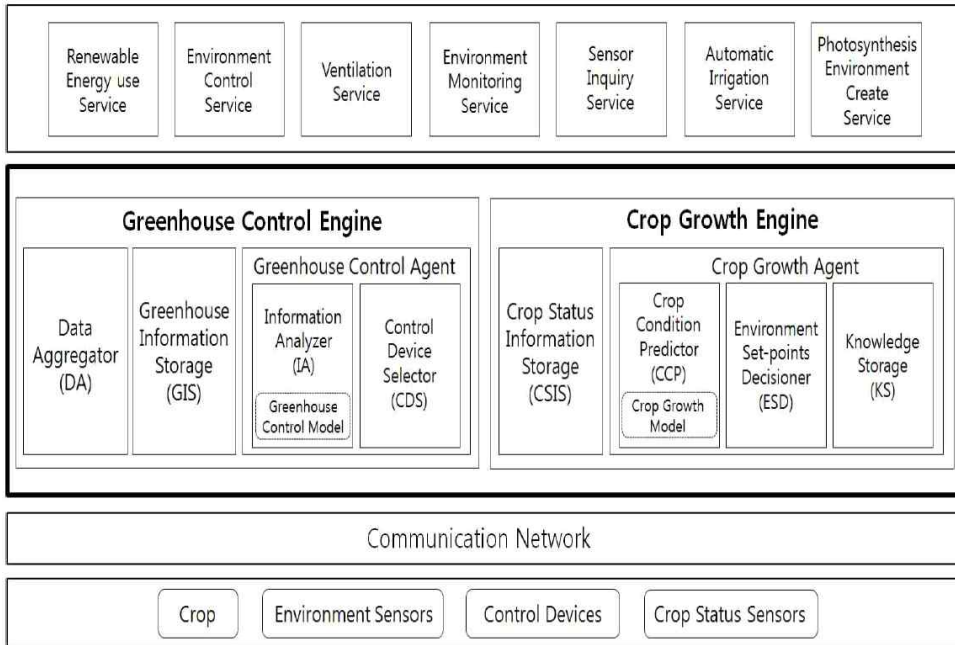 Renewable
Energy use
Service
Environment
Control
Service
Ventilation
Service
Environment
Monitoring
Service
Sensor
Inquiry
Service
Automatic
Irrigation
Service
Photosynthesis
Environment
Create
Service
Greenhouse Control Engine
Data
Aggregator
(DA)
Greenhouse
Information
Storage
(GIS)
Greenhouse Control Agent
Information
Analyzer
(IA)
Greenhouse
Control Model
Control
Device
Selector
(CDS)
Crop Growth Engine
Crop Status
Information
Storage
(CSIS)
Crop Growth Agent
Crop
Condition
Predictor
(CCP)
Crop Growth
Model
Environment
Set-points
Decisioner
(ESD)
Knowledge
Storage
(KS)
Communication Network
Crop
Environment Sensors
Control Devices
Crop Status Sensors